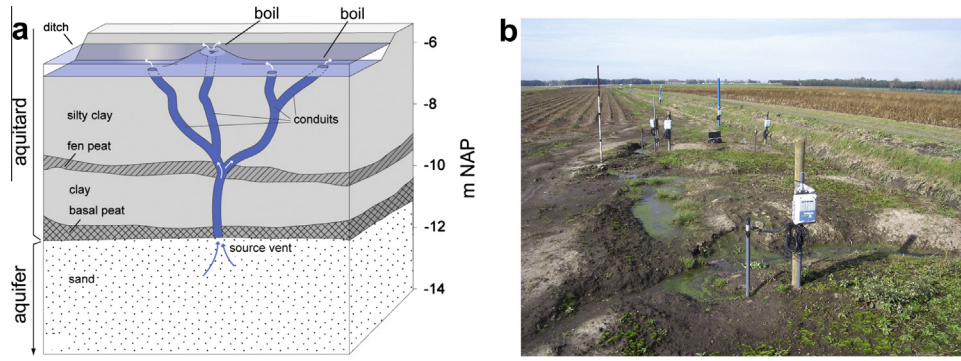 a
boil
boil
ditch
-6
-8
-10
-12
-14
m NAP
aquitard
silty clay
conduits
fen peat
clay
basal peat
source vent
aquifer
sand
b